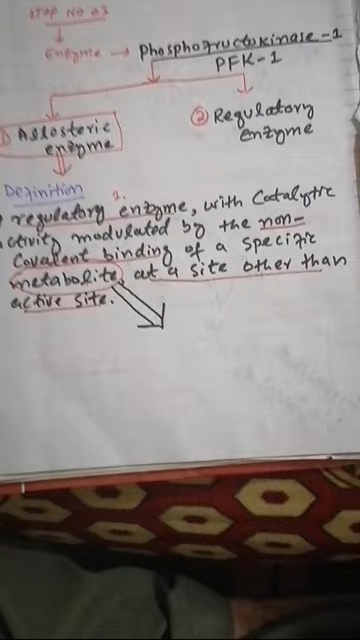 STEP NO 03
Enzyme → Phosphofructokinase-1
PFK-1
1) Allosteric
enzyme
② Regulatory
enzyme
Definition
regulatory enzyme, with Catalytic
ctivity modulated by the non-
Covalent binding of a specific
metabolite at a site other than
active site.